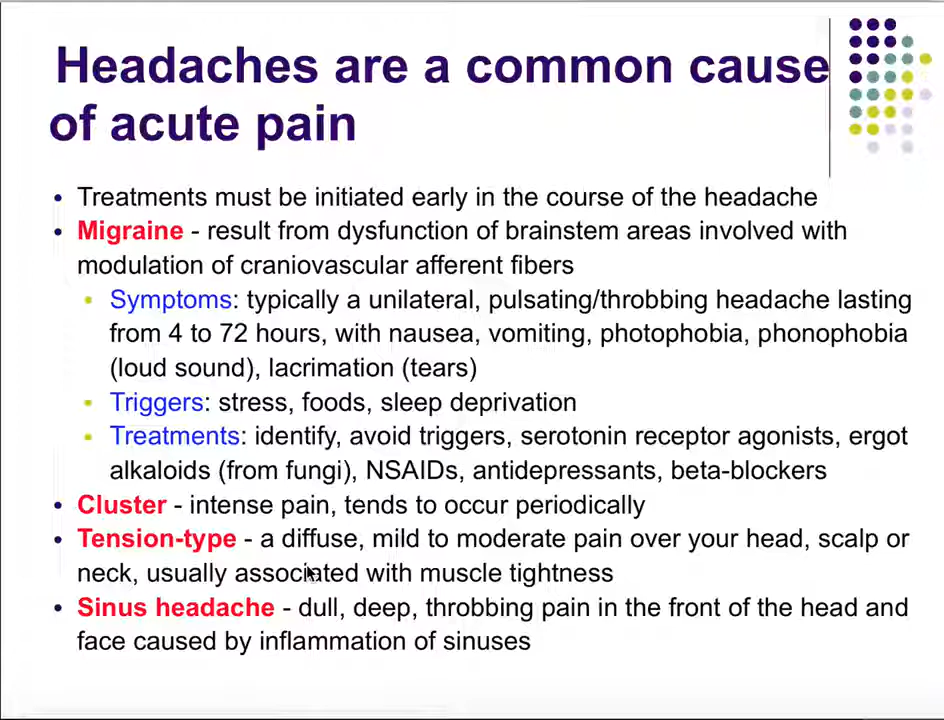 Headaches are a common cause
of acute pain
• Treatments must be initiated early in the course of the headache
• Migraine - result from dysfunction of brainstem areas involved with
modulation of craniovascular afferent fibers
▪ Symptoms: typically a unilateral, pulsating/throbbing headache lasting
from 4 to 72 hours, with nausea, vomiting, photophobia, phonophobia
(loud sound), lacrimation (tears)
▪ Triggers: stress, foods, sleep deprivation
▪ Treatments: identify, avoid triggers, serotonin receptor agonists, ergot
alkaloids (from fungi), NSAIDs, antidepressants, beta-blockers
• Cluster - intense pain, tends to occur periodically
• Tension-type - a diffuse, mild to moderate pain over your head, scalp or
neck, usually associated with muscle tightness
• Sinus headache - dull, deep, throbbing pain in the front of the head and
face caused by inflammation of sinuses